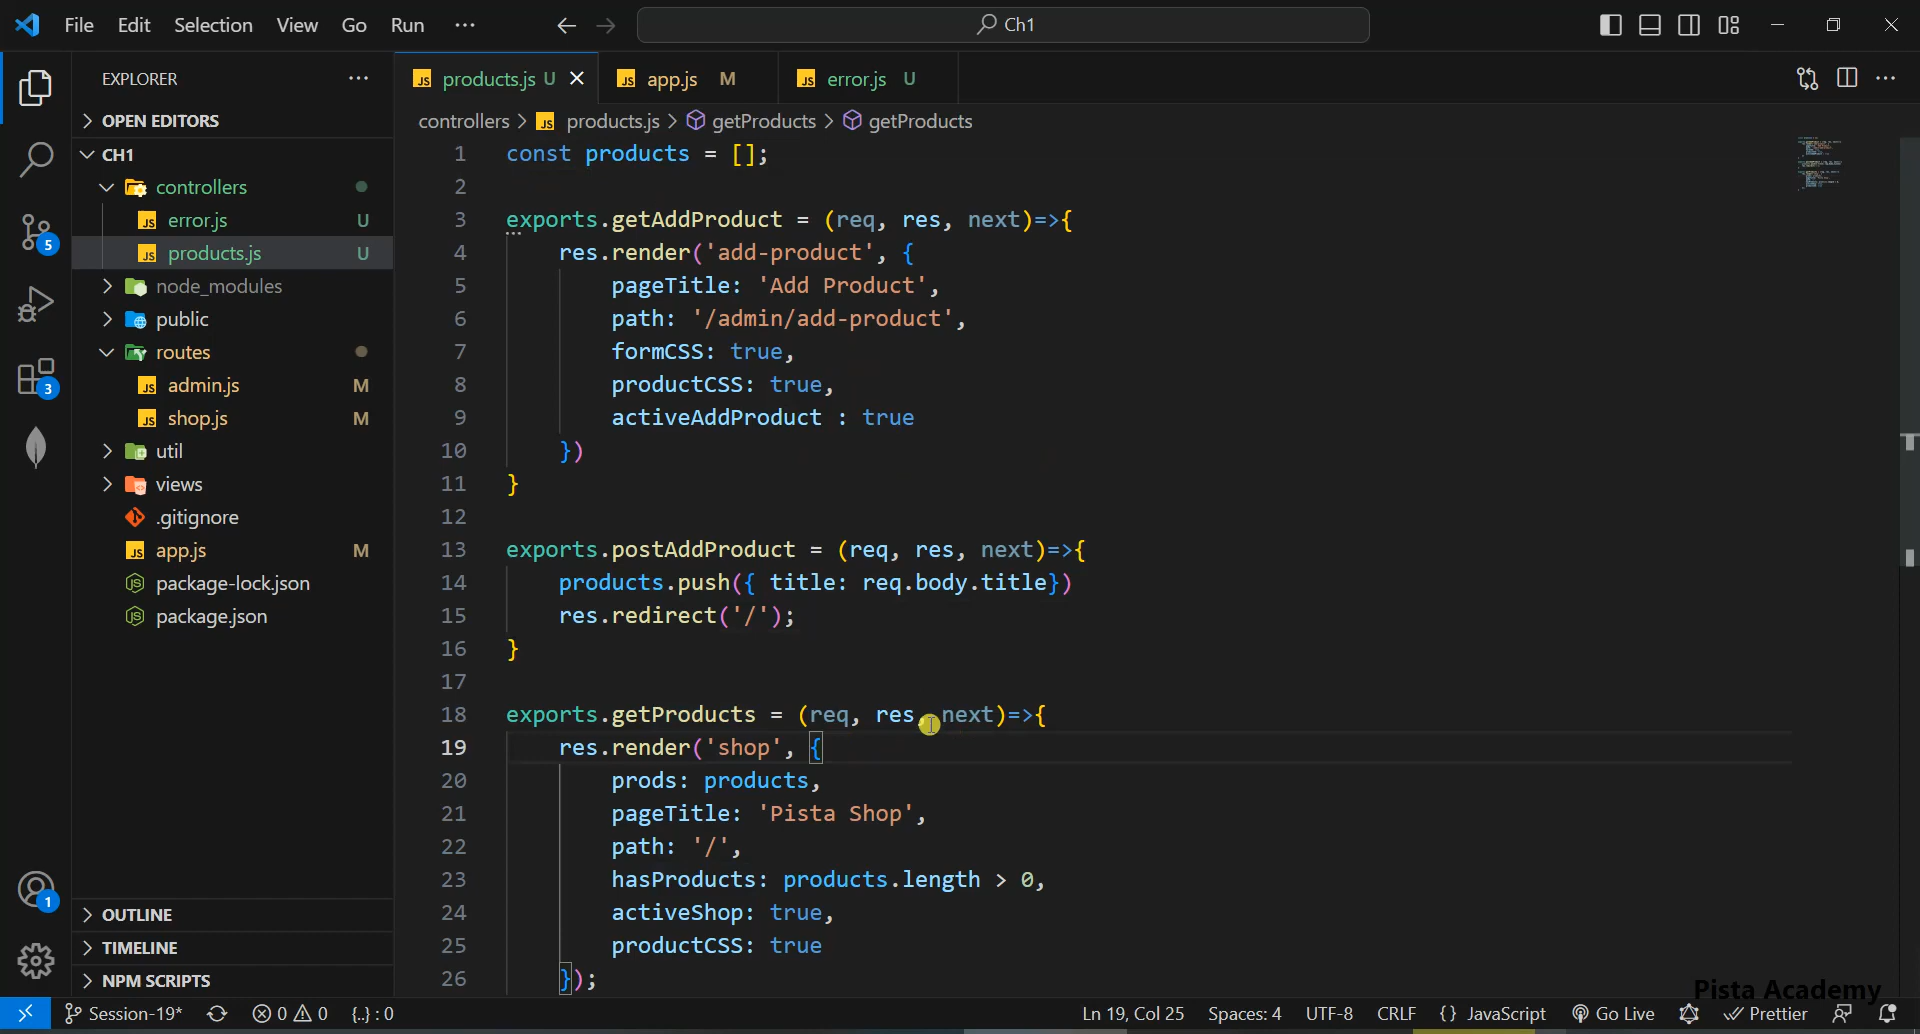 File Edit Selection View Go Run ··· Ch1
EXPLORER ···
OPEN EDITORS
CH1
controllers
error.js U
products.js U
node_modules
public
routes
admin.js M
shop.js M
util
views
.gitignore
app.js M
package-lock.json
package.json
OUTLINE
TIMELINE
NPM SCRIPTS
5
3
1
products.js U app.js M error.js U
controllers > JS products.js > getProducts > getProducts
1 const products = [];
2
3 exports.getAddProduct = (req, res, next)=>{
4 res.render('add-product', {
5 pageTitle: 'Add Product',
6 path: '/admin/add-product',
7 formCSS: true,
8 productCSS: true,
9 activeAddProduct : true
10 })
11 }
12
13 exports.postAddProduct = (req, res, next)=>{
14 products.push({ title: req.body.title})
15 res.redirect('/');
16 }
17
18 exports.getProducts = (req, res, next)=>{
19 res.render('shop', {
20 prods: products,
21 pageTitle: 'Pista Shop',
22 path: '/',
23 hasProducts: products.length > 0,
24 activeShop: true,
25 productCSS: true
26 });
Pista Academy
Session-19* 0 0 {..} : 0 Ln 19, Col 25 Spaces: 4 UTF-8 CRLF {} JavaScript Go Live Prettier